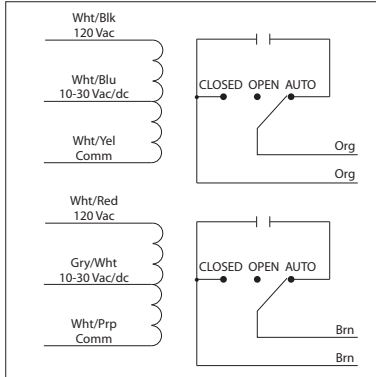 Wht/Blk
120 Vac
Wht/Blu
10-30 Vac/dc
Wht/Yel
Comm
CLOSED OPEN AUTO
Org
Org
Wht/Red
120 Vac
Gry/Wht
10-30 Vac/dc
Wht/Prp
Comm
CLOSED OPEN AUTO
Brn
Brn